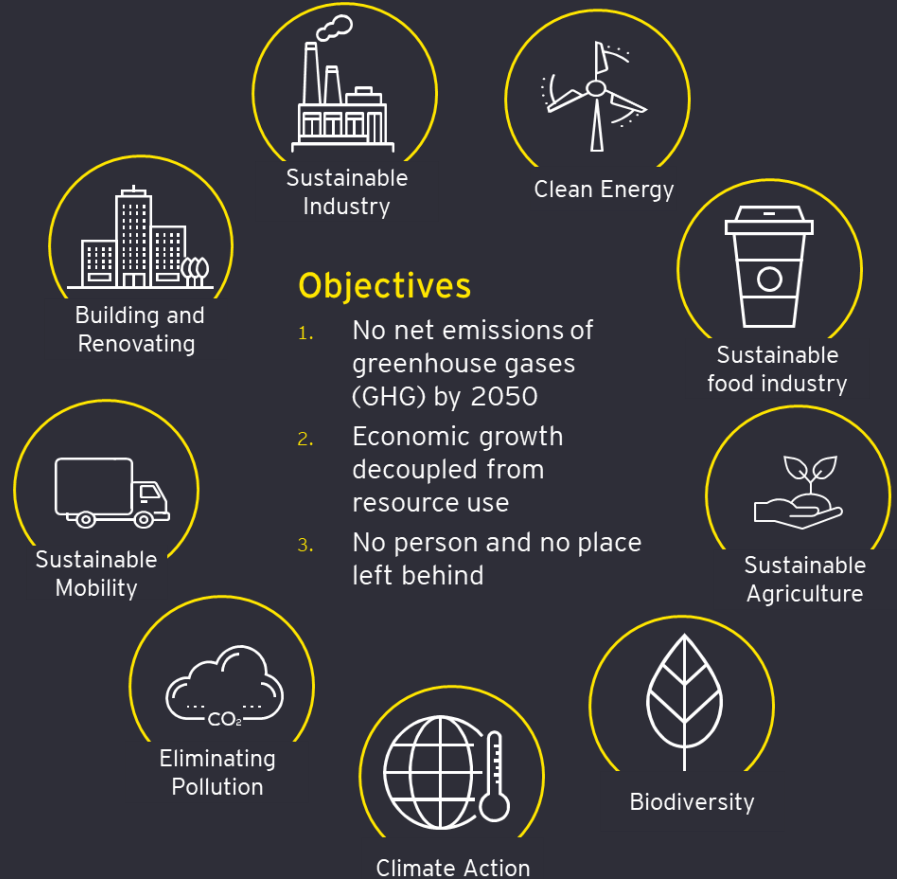 Sustainable
Industry
Clean Energy
Building and
Renovating
Sustainable
food industry
Objectives
1. No net emissions of
greenhouse gases
(GHG) by 2050
2. Economic growth
decoupled from
resource use
3. No person and no place
left behind
Sustainable
Mobility
Sustainable
Agriculture
CO₂
Eliminating
Pollution
Biodiversity
Climate Action